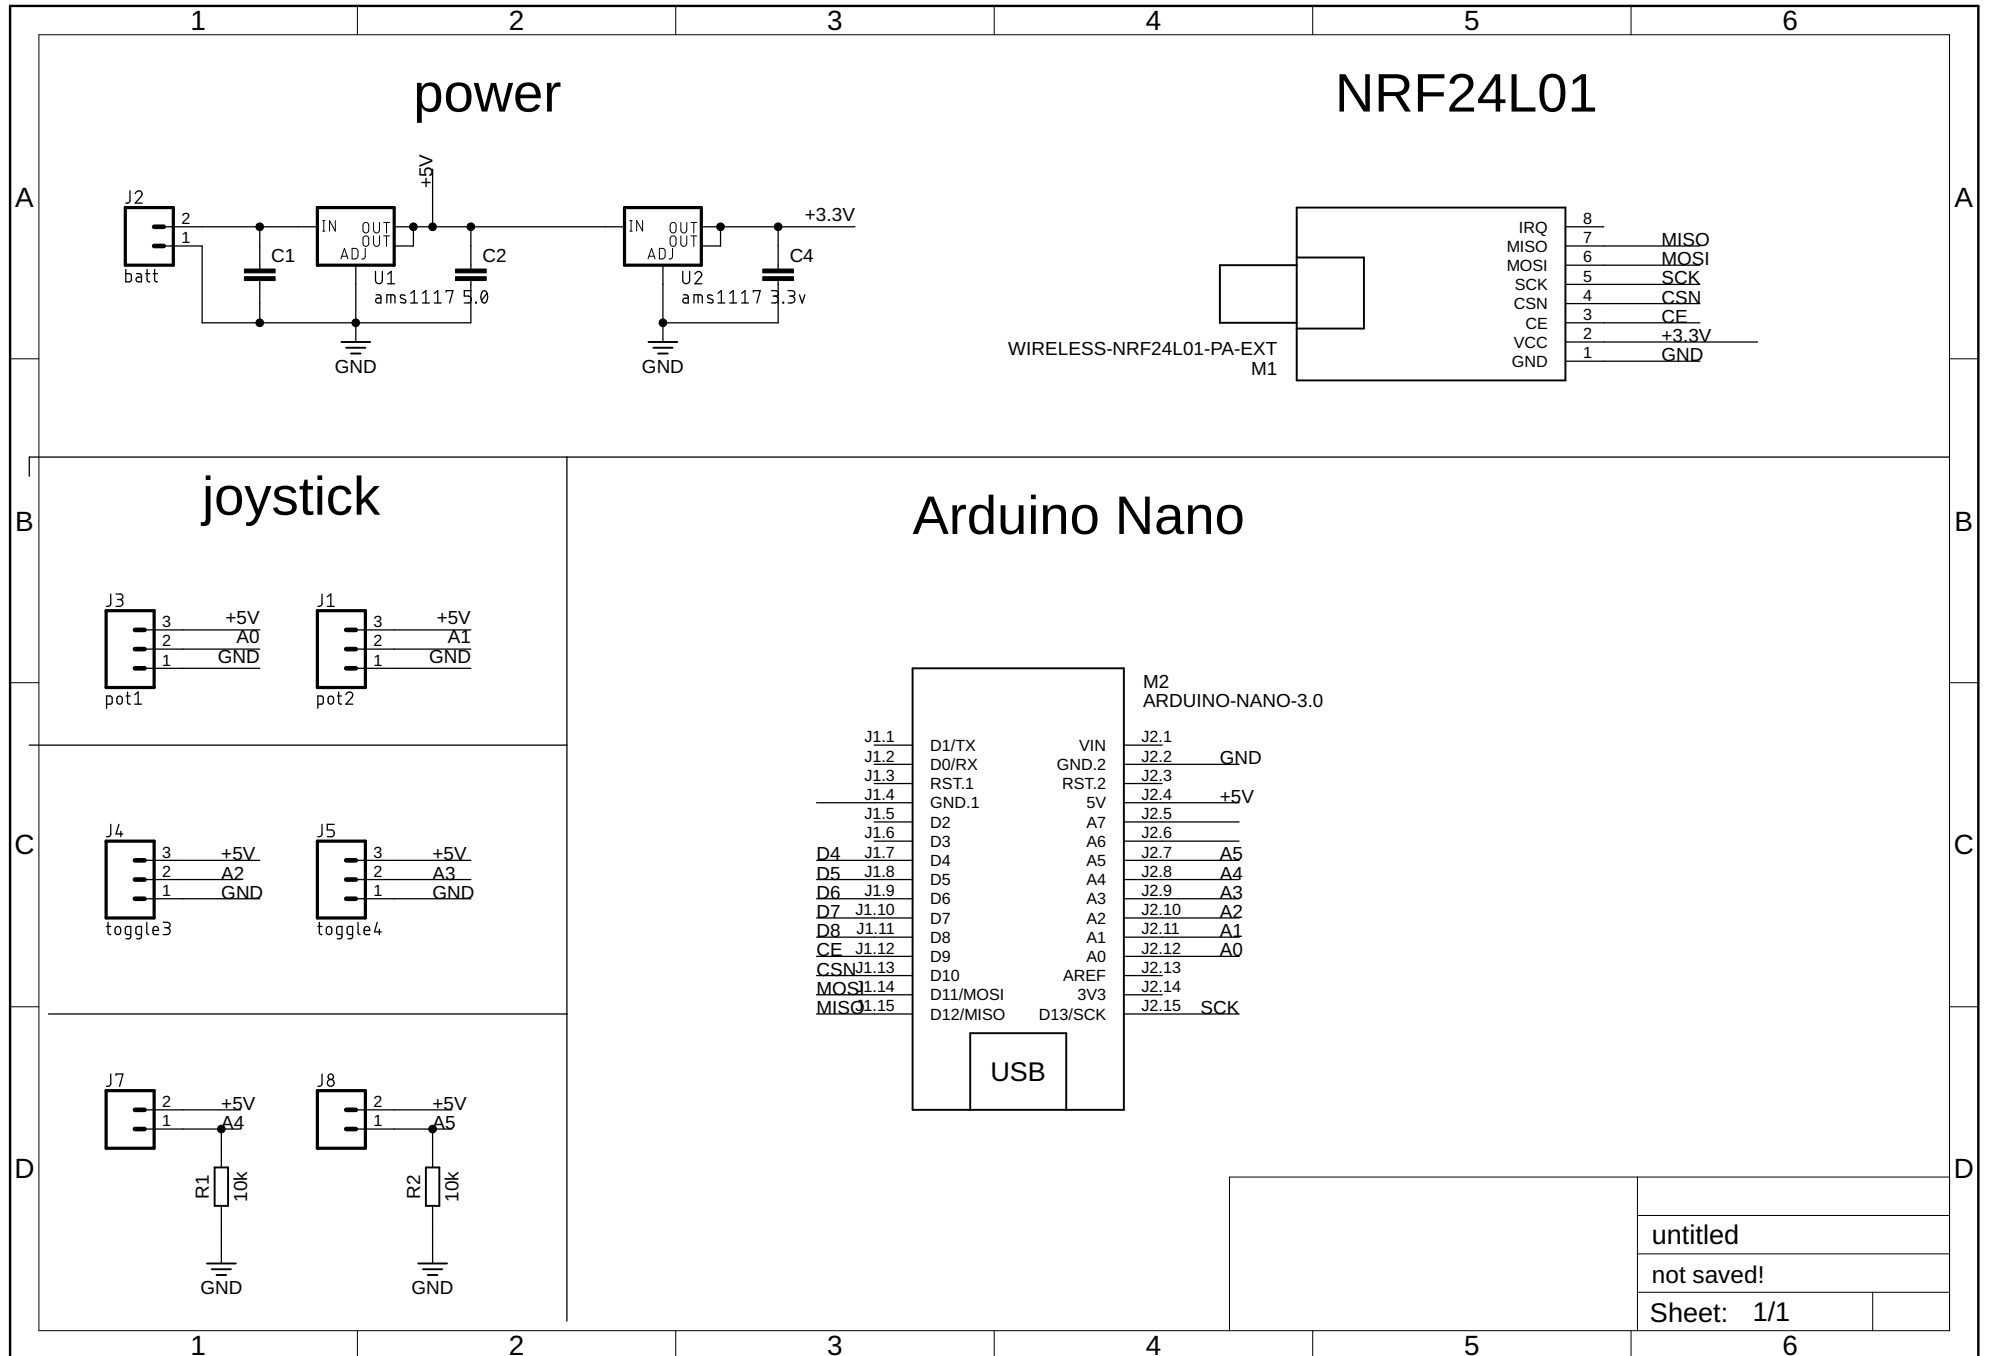 1 2 3 4 5 6
power
NRF24L01
A
A
+5V
J2
2
1
batt
C1
IN OUT
OUT
ADJ
U1
ams1117 5.0
C2
IN OUT
OUT
ADJ
U2
ams1117 3.3v
+3.3V
C4
GND
GND
IRQ 8
MISO 7 MISO
MOSI 6 MOSI
SCK 5 SCK
CSN 4 CSN
CE 3 CE
VCC 2 +3.3V
GND 1 GND
WIRELESS-NRF24L01-PA-EXT
M1
B
B
joystick
Arduino Nano
J3
3 +5V
2 A0
1 GND
pot1
J1
3 +5V
2 A1
1 GND
pot2
C
C
J4
3 +5V
2 A2
1 GND
toggle3
J5
3 +5V
2 A3
1 GND
toggle4
M2
ARDUINO-NANO-3.0
J1.1 D1/TX VIN J2.1
J1.2 D0/RX GND.2 J2.2 GND
J1.3 RST.1 RST.2 J2.3
J1.4 GND.1 5V J2.4 +5V
J1.5 D2 A7 J2.5
J1.6 D3 A6 J2.6
D4 J1.7 D4 A5 J2.7 A5
D5 J1.8 D5 A4 J2.8 A4
D6 J1.9 D6 A3 J2.9 A3
D7 J1.10 D7 A2 J2.10 A2
D8 J1.11 D8 A1 J2.11 A1
CE J1.12 D9 A0 J2.12 A0
CSN J1.13 D10 AREF J2.13
MOSI J1.14 D11/MOSI 3V3 J2.14
MISO J1.15 D12/MISO D13/SCK J2.15 SCK
USB
D
D
J7
2 +5V
1 A4
R1
10k
GND
J8
2 +5V
1 A5
R2
10k
GND
untitled
not saved!
Sheet: 1/1
1 2 3 4 5 6